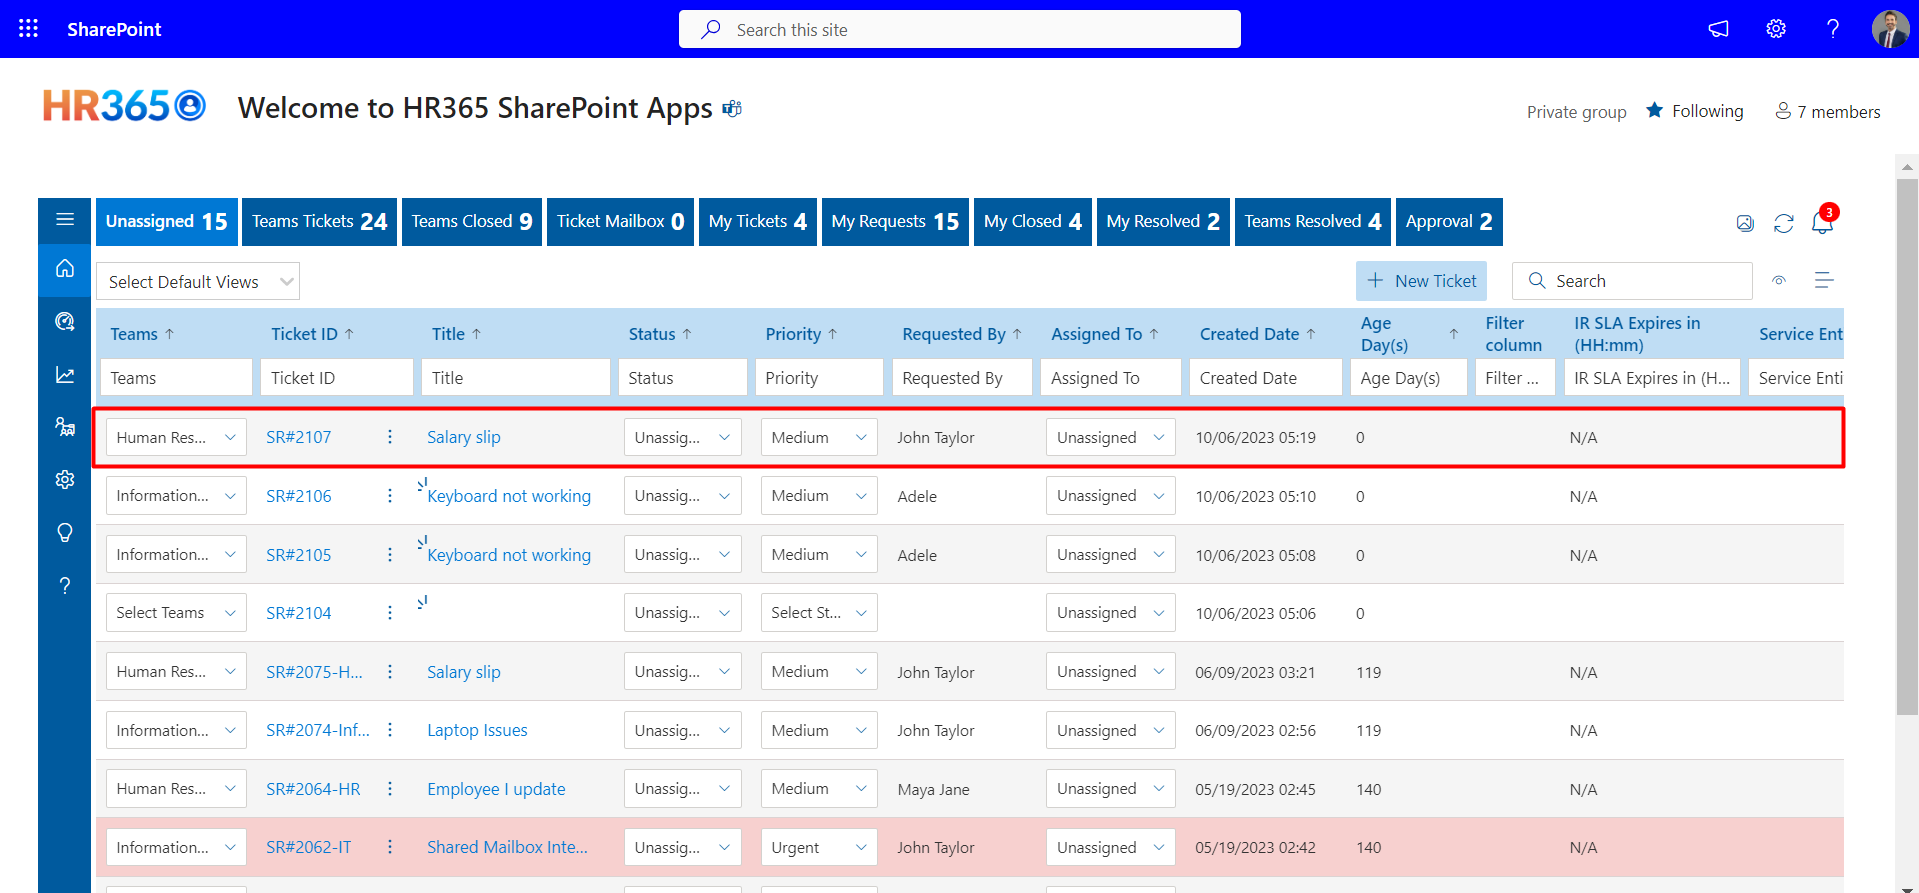 SharePoint
Search this site
HR365
Welcome to HR365 SharePoint Apps
Private group
Following
7 members
Unassigned 15
Teams Tickets 24
Teams Closed 9
Ticket Mailbox 0
My Tickets 4
My Requests 15
My Closed 4
My Resolved 2
Teams Resolved 4
Approval 2
3
Select Default Views
New Ticket
Search
Teams ↑ Ticket ID ↑ Title ↑ Status ↑ Priority ↑ Requested By ↑ Assigned To ↑ Created Date ↑ Age Day(s) ↑ Filter column IR SLA Expires in (HH:mm) Service Ent
Teams Ticket ID Title Status Priority Requested By Assigned To Created Date Age Day(s) Filter ... IR SLA Expires in (H... Service Enti
Human Res... SR#2107 Salary slip Unassig... Medium John Taylor Unassigned 10/06/2023 05:19 0 N/A
Information... SR#2106 Keyboard not working Unassig... Medium Adele Unassigned 10/06/2023 05:10 0 N/A
Information... SR#2105 Keyboard not working Unassig... Medium Adele Unassigned 10/06/2023 05:08 0 N/A
Select Teams SR#2104 Unassig... Select St... Unassigned 10/06/2023 05:06 0
Human Res... SR#2075-H... Salary slip Unassig... Medium John Taylor Unassigned 06/09/2023 03:21 119 N/A
Information... SR#2074-Inf... Laptop Issues Unassig... Medium John Taylor Unassigned 06/09/2023 02:56 119 N/A
Human Res... SR#2064-HR Employee I update Unassig... Medium Maya Jane Unassigned 05/19/2023 02:45 140 N/A
Information... SR#2062-IT Shared Mailbox Inte... Unassig... Urgent John Taylor Unassigned 05/19/2023 02:42 140 N/A